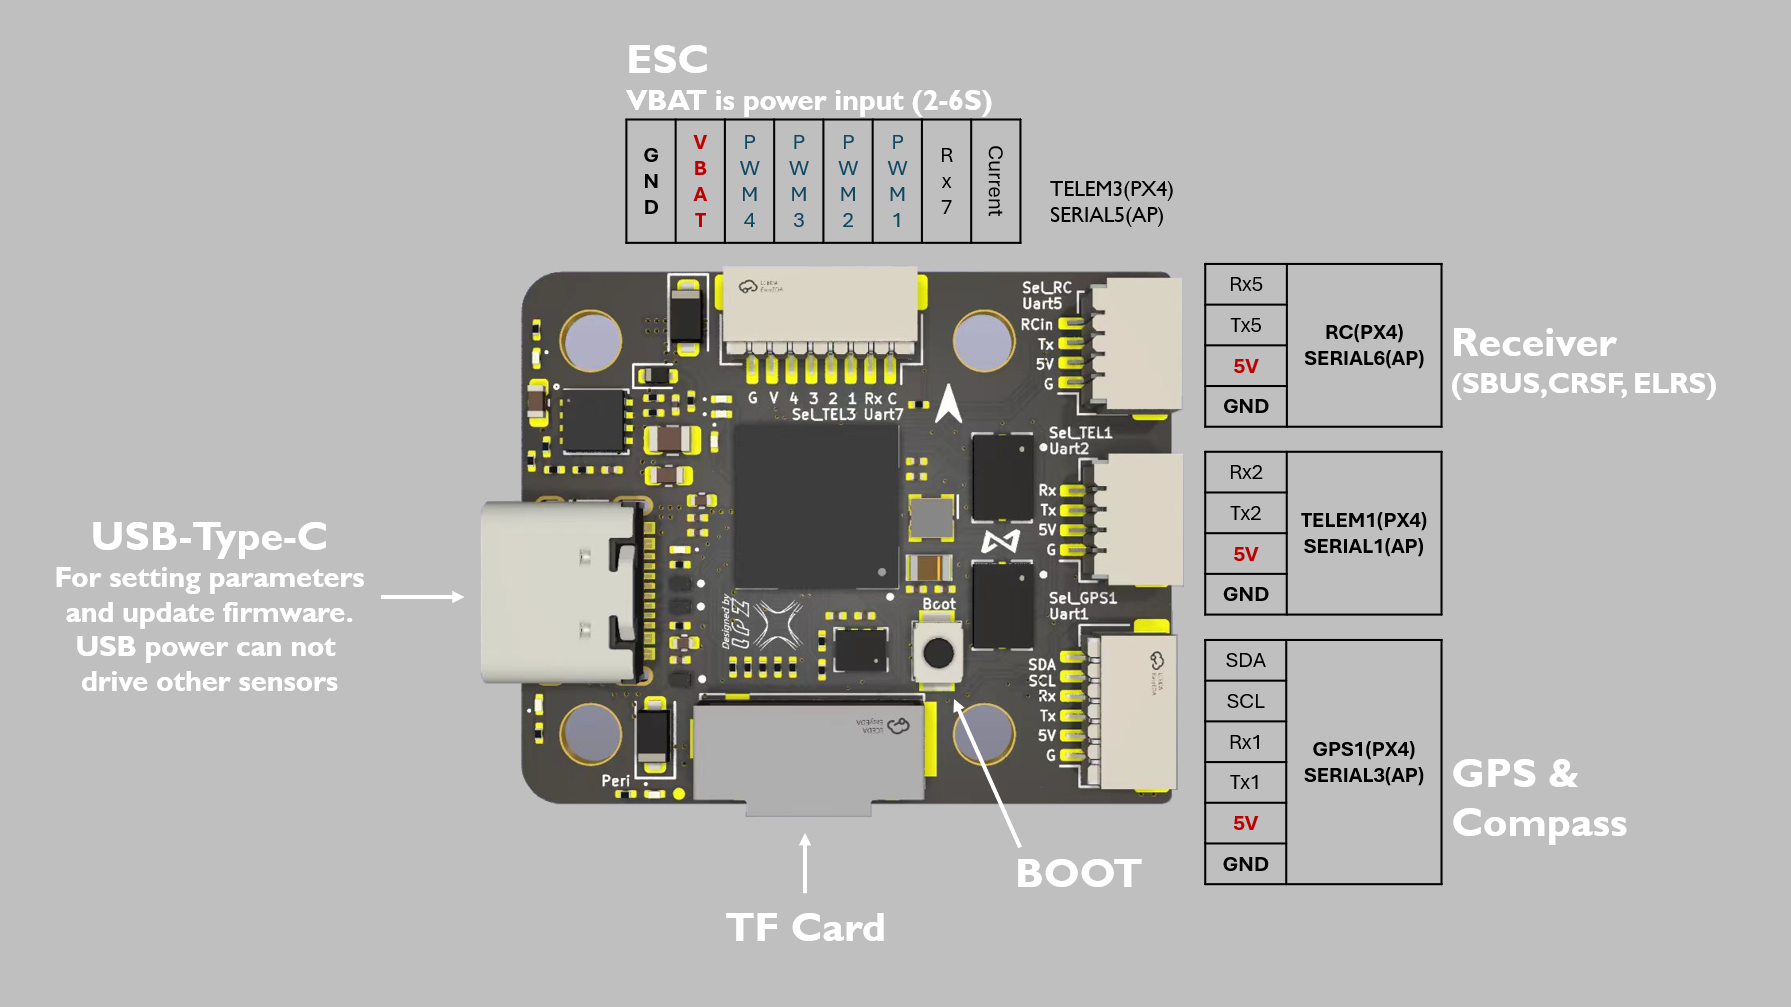 ESC
VBAT is power input (2-6S)
GND
VBAT
PWM4
PWM3
PWM2
PWM1
Rx7
Current
TELEM3(PX4)
SERIAL5(AP)
Sel_RC
Uart5
RCin
Tx
5V
G
Rx5
Tx5
5V
GND
RC(PX4)
SERIAL6(AP)
Receiver
(SBUS,CRSF, ELRS)
G V 4 3 2 1 Rx C
Sel_TEL3 Uart7
Sel_TEL1
Uart2
Rx
Tx
5V
G
Rx2
Tx2
5V
GND
TELEM1(PX4)
SERIAL1(AP)
USB-Type-C
For setting parameters
and update firmware.
USB power can not
drive other sensors
Designed by
Boot
Sel_GPS1
Uart1
SDA
SCL
Rx
Tx
5V
G
SDA
SCL
Rx1
Tx1
5V
GND
GPS1(PX4)
SERIAL3(AP)
GPS &
Compass
LCEDA
EasyEDA
Peri
BOOT
TF Card